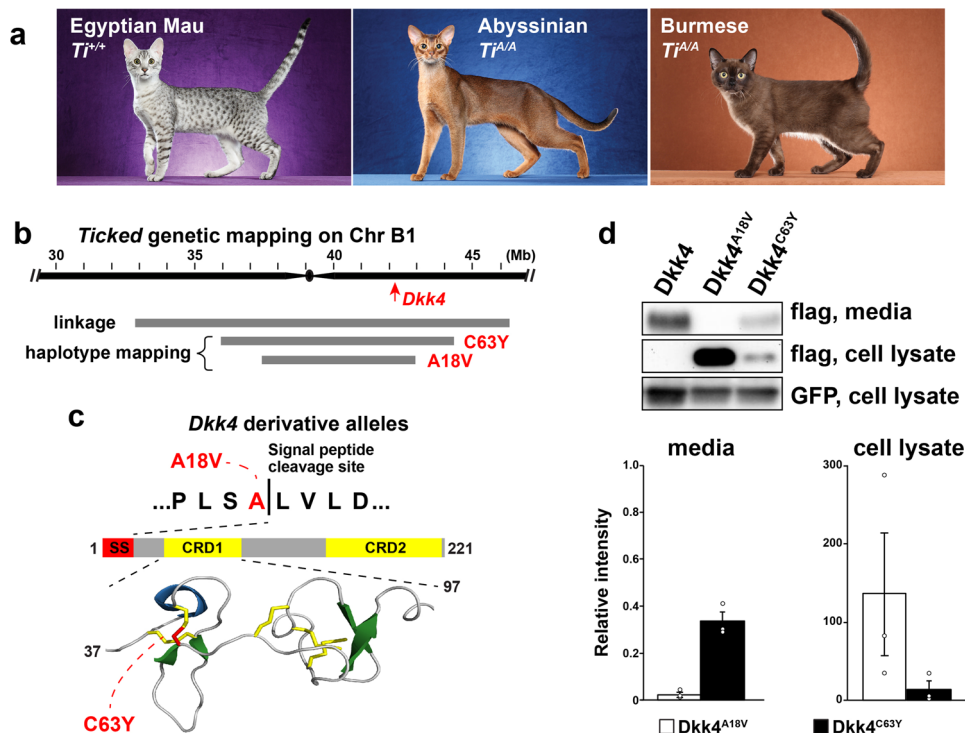 a
Egyptian Mau
Ti+/+
Abyssinian
TiA/A
Burmese
TiA/A
b
Ticked genetic mapping on Chr B1
30 35 40 45 (Mb)
Dkk4
linkage
haplotype mapping
C63Y
A18V
c
Dkk4 derivative alleles
A18V
Signal peptide
cleavage site
...P L S A L V L D...
1 SS CRD1 CRD2 221
97
37
C63Y
d
Dkk4 Dkk4A18V Dkk4C63Y
flag, media
flag, cell lysate
GFP, cell lysate
media
cell lysate
Relative intensity
1.0
0.8
0.6
0.4
0.2
0
300
200
100
0
Dkk4A18V
Dkk4C63Y